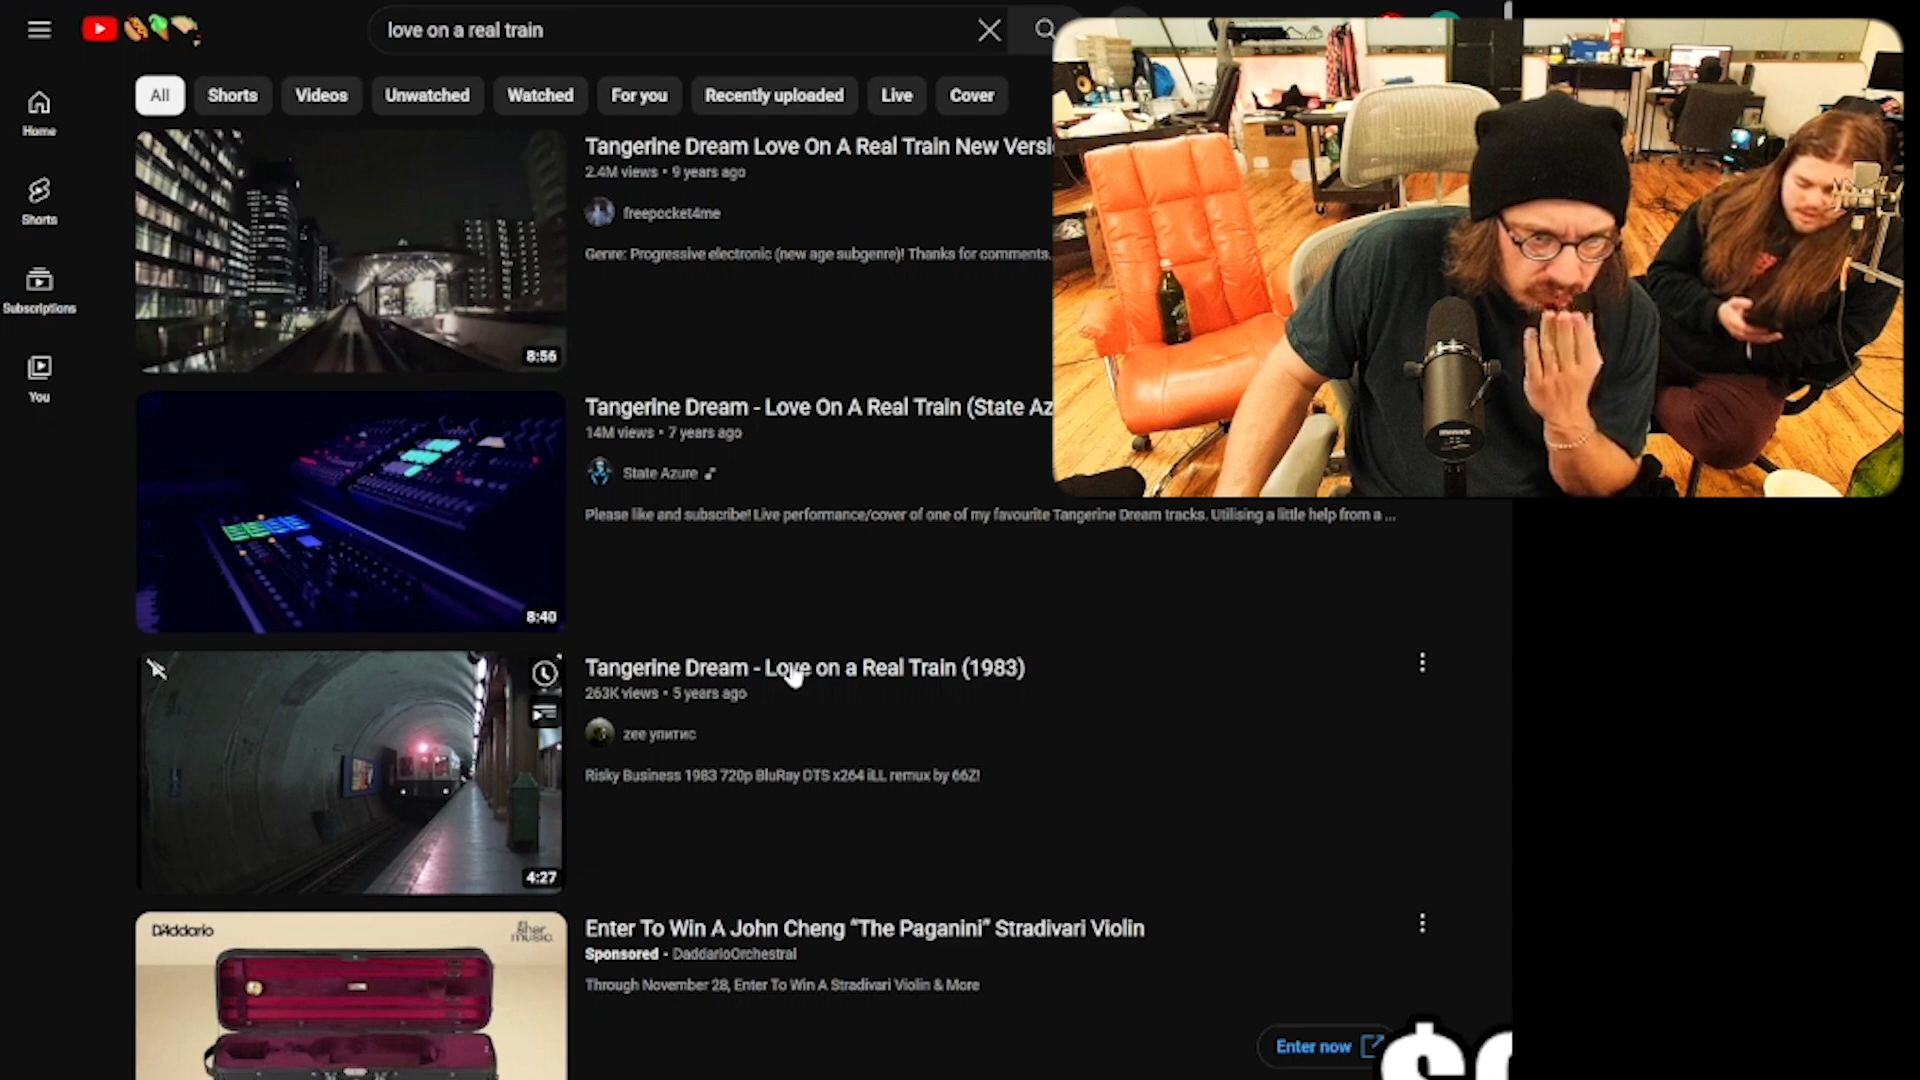 love on a real train
All
Shorts
Videos
Unwatched
Watched
For you
Recently uploaded
Live
Cover
Home
Shorts
Subscriptions
You
Tangerine Dream Love On A Real Train New Versi
2.4M views • 9 years ago
freepocket4me
Genre: Progressive electronic (new age subgenre)! Thanks for comments.
8:56
Tangerine Dream - Love On A Real Train (State Az
14M views • 7 years ago
State Azure
Please like and subscribe! Live performance/cover of one of my favourite Tangerine Dream tracks. Utilising a little help from a ...
8:40
Tangerine Dream - Love on a Real Train (1983)
263K views • 5 years ago
zee упитис
Risky Business 1983 720p BluRay DTS x264 iLL remux by 66Z!
4:27
D'Addario
shar music.
Enter To Win A John Cheng “The Paganini” Stradivari Violin
Sponsored • DaddarioOrchestral
Through November 28, Enter To Win A Stradivari Violin & More
Enter now